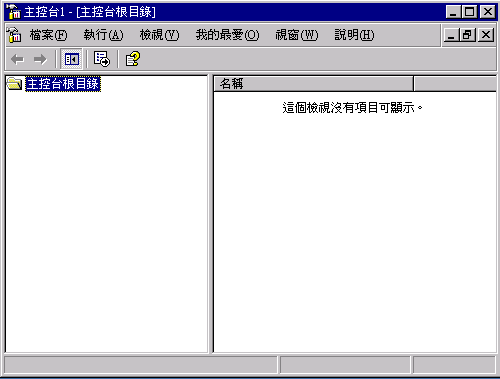 主控台1 - [主控台根目錄]
檔案(F) 執行(A) 檢視(V) 我的最愛(O) 視窗(W) 說明(H)
主控台根目錄
名稱
這個檢視沒有項目可顯示。